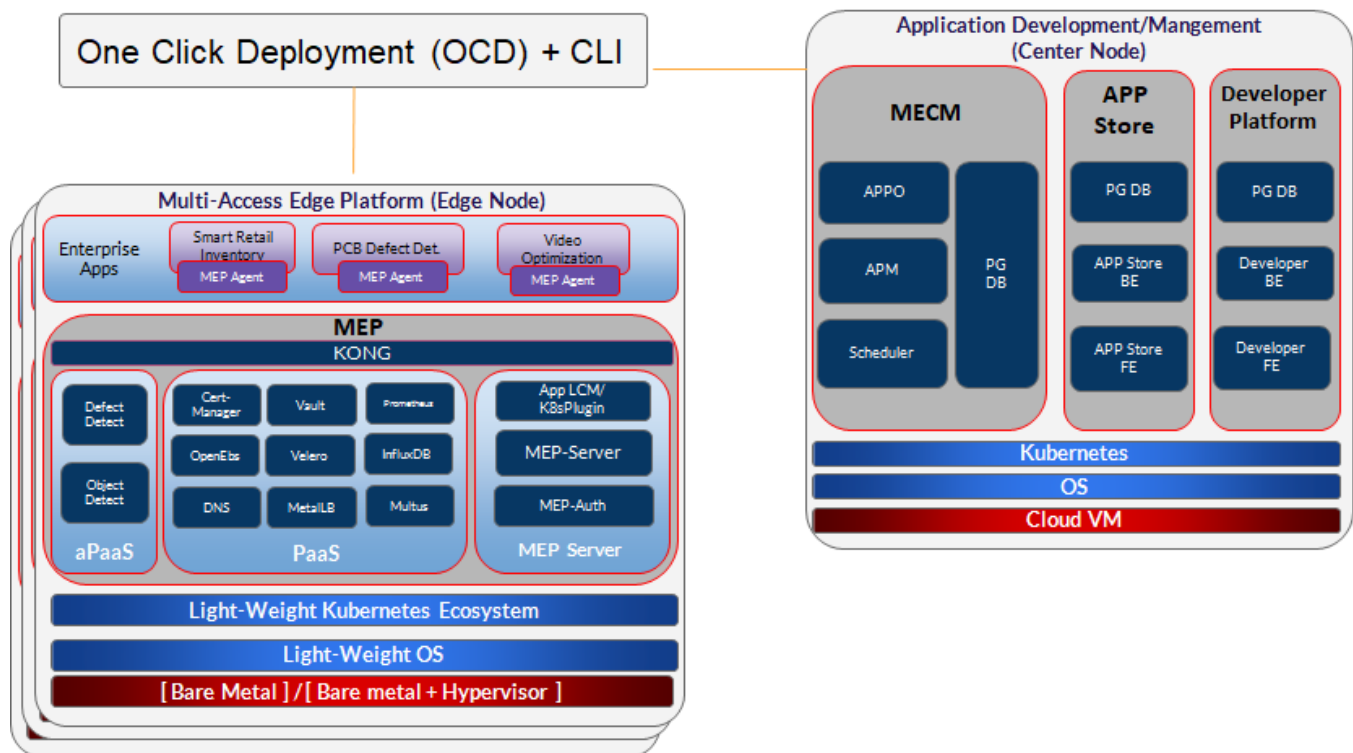 One Click Deployment (OCD) + CLI
Application Development/Mangement
(Center Node)
MECM
APPO
APM
Scheduler
PG
DB
APP
Store
PG DB
APP Store
BE
APP Store
FE
Developer
Platform
PG DB
Developer
BE
Developer
FE
Kubernetes
OS
Cloud VM
Multi-Access Edge Platform (Edge Node)
Enterprise
Apps
Smart Retail
Inventory
MEP Agent
PCB Defect Det.
MEP Agent
Video
Optimization
MEP Agent
MEP
KONG
Defect
Detect
Object
Detect
aPaaS
Cert-
Manager
Vault
Prometheus
OpenEbs
Velero
InfluxDB
DNS
MetalLB
Multus
PaaS
App LCM/
K8sPlugin
MEP-Server
MEP-Auth
MEP Server
Light-Weight Kubernetes Ecosystem
Light-Weight OS
[ Bare Metal ] / [ Bare metal + Hypervisor ]